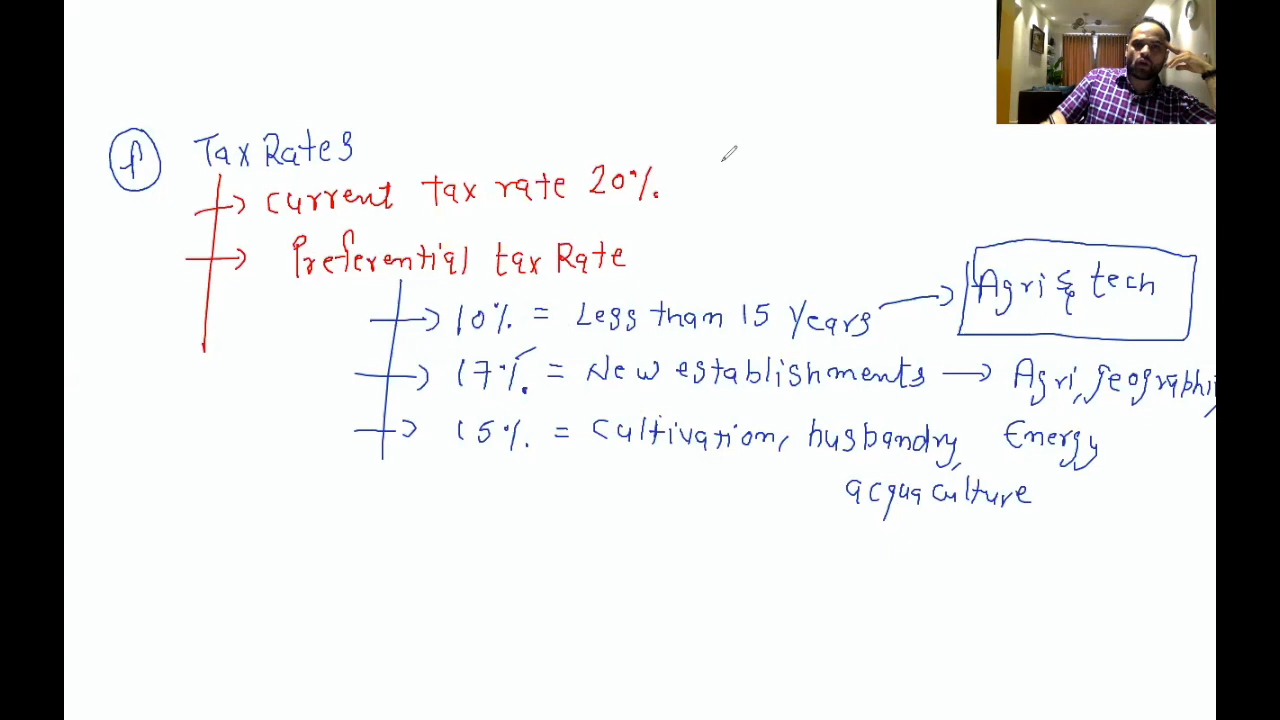 f Tax Rates
current tax rate 20%.
Preferential tax Rate
10% = Less than 15 years Agri & tech
17% = New establishments Agri,
15% = Cultivation, husbandry, Energy
acquaculture